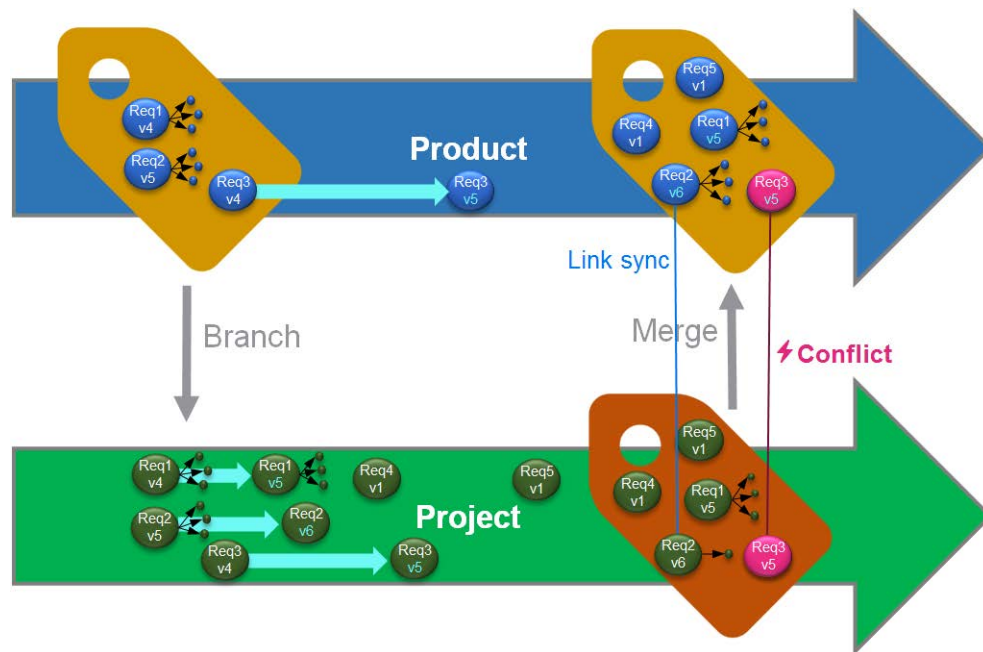 Req1
v4
Req2
v5
Req3
v4
Product
Req3
v5
Req5
v1
Req4
v1
Req1
v5
Req2
v6
Req3
v5
Link sync
Branch
Merge
Conflict
Req1
v4
Req1
v5
Req4
v1
Req5
v1
Req2
v5
Req2
v6
Project
Req3
v4
Req3
v5
Req5
v1
Req4
v1
Req1
v5
Req2
v6
Req3
v5